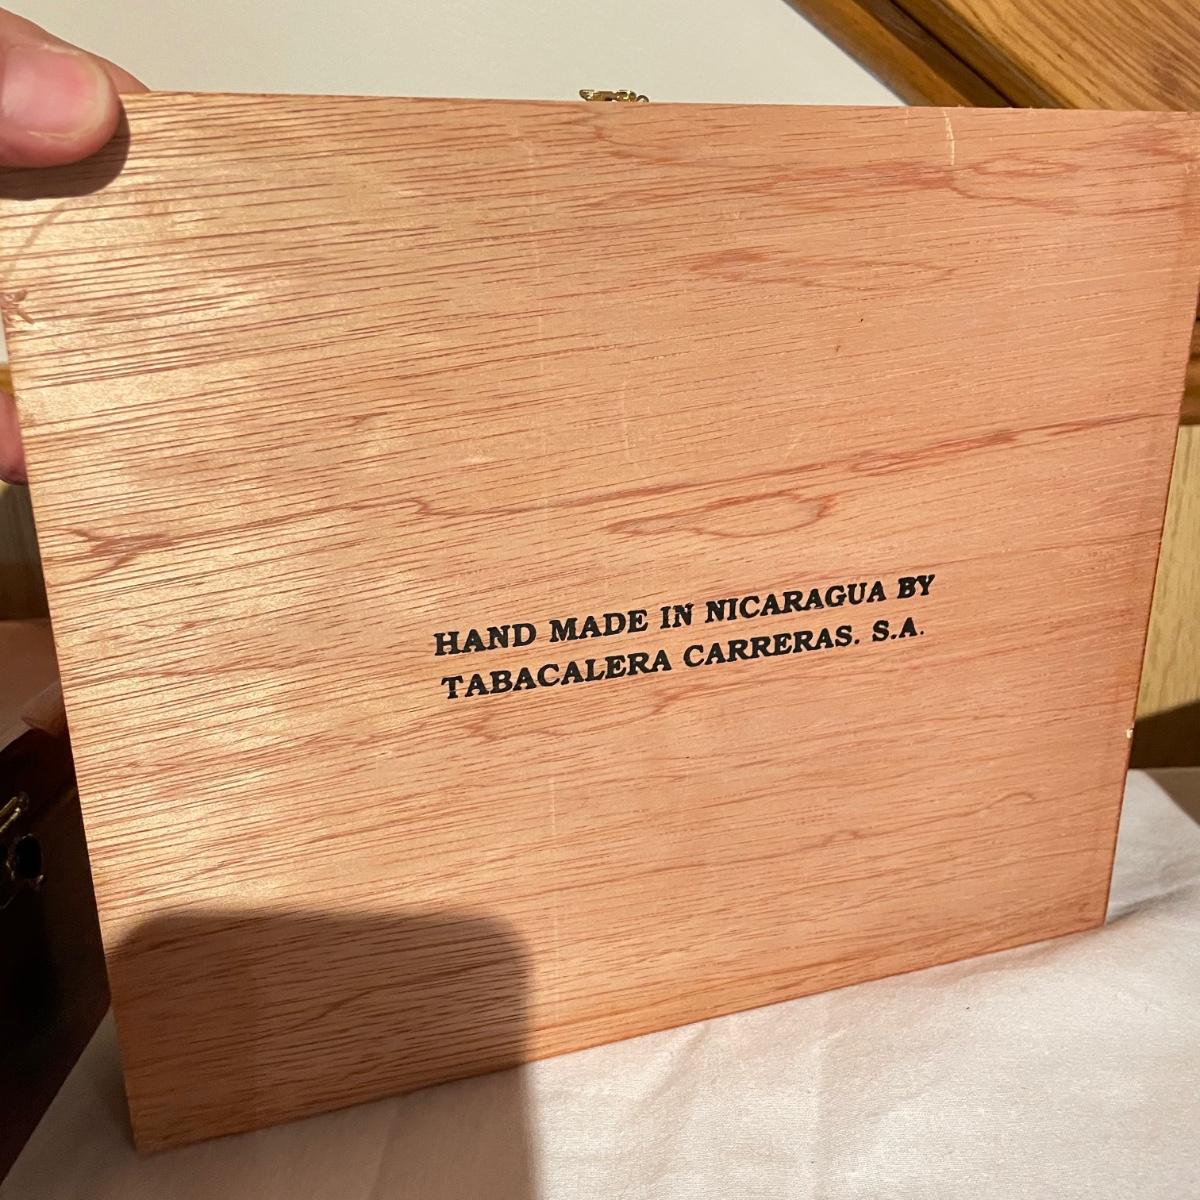 HAND MADE IN NICARAGUA BY
TABACALERA CARRERAS. S.A.